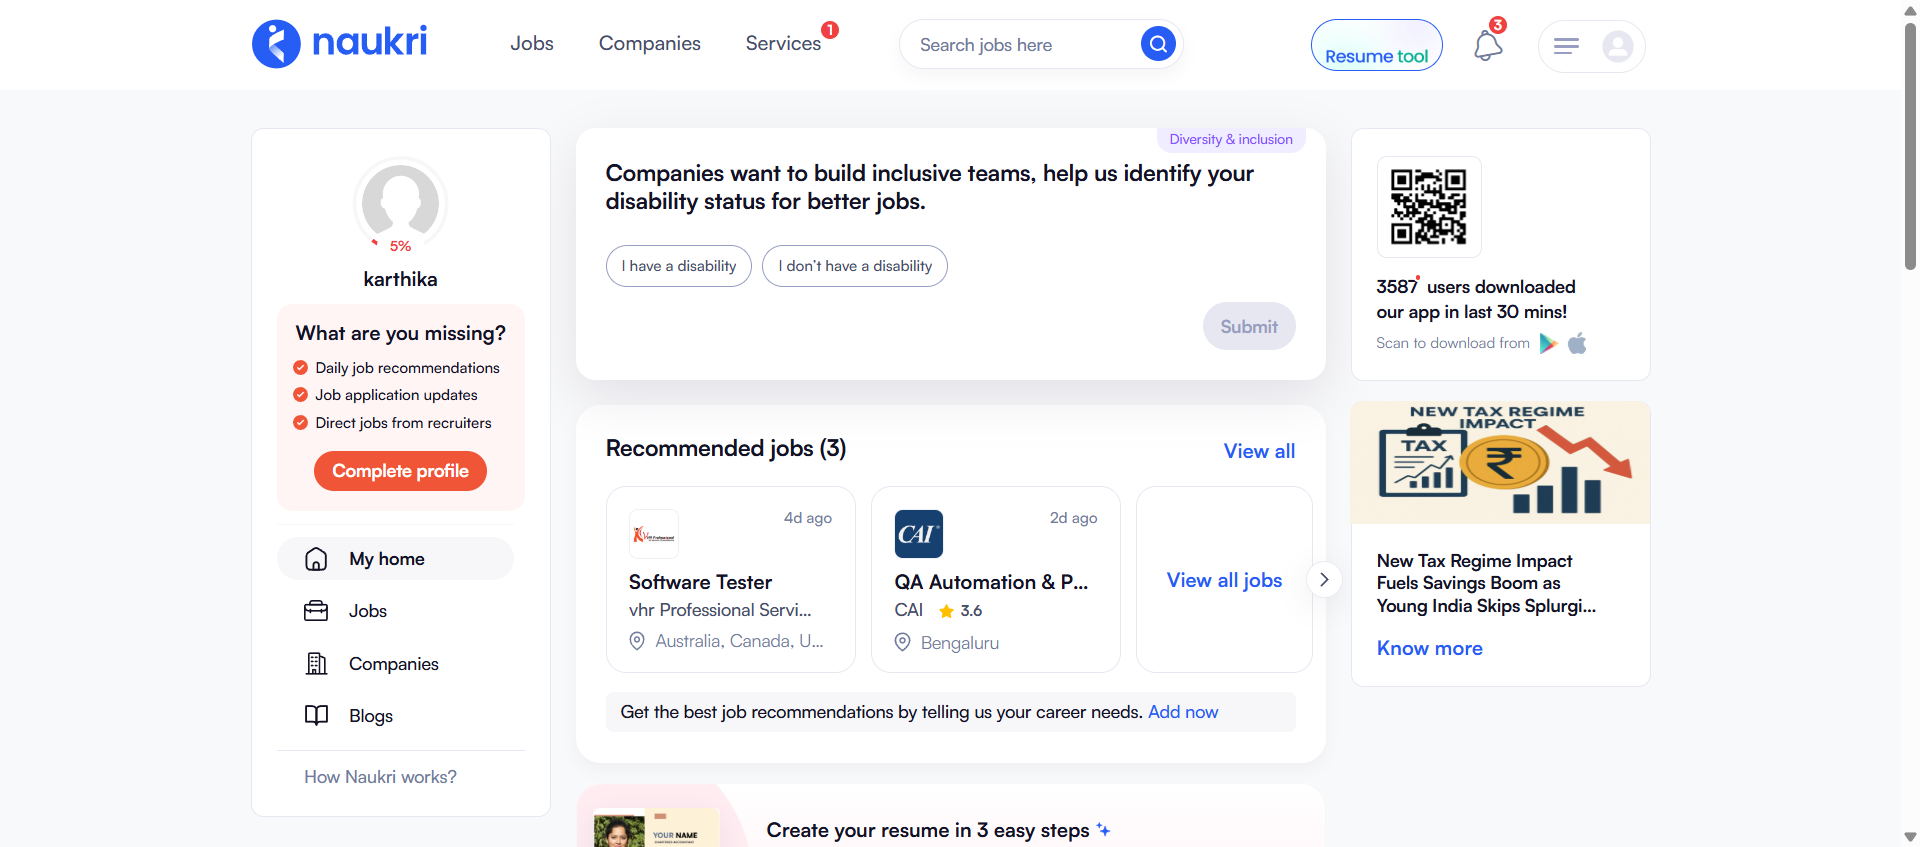 naukri
Jobs
Companies
Services
1
Search jobs here
Resume tool
3
5%
karthika
What are you missing?
Daily job recommendations
Job application updates
Direct jobs from recruiters
Complete profile
My home
Jobs
Companies
Blogs
How Naukri works?
Diversity & inclusion
Companies want to build inclusive teams, help us identify your
disability status for better jobs.
I have a disability
I don't have a disability
Submit
Recommended jobs (3)
View all
4d ago
Software Tester
vhr Professional Servi...
Australia, Canada, U...
CAI
2d ago
QA Automation & P...
CAI 3.6
Bengaluru
View all jobs
Get the best job recommendations by telling us your career needs. Add now
YOUR NAME
Create your resume in 3 easy steps
3587 users downloaded
our app in last 30 mins!
Scan to download from
NEW TAX REGIME
IMPACT
TAX
New Tax Regime Impact
Fuels Savings Boom as
Young India Skips Splurgi...
Know more